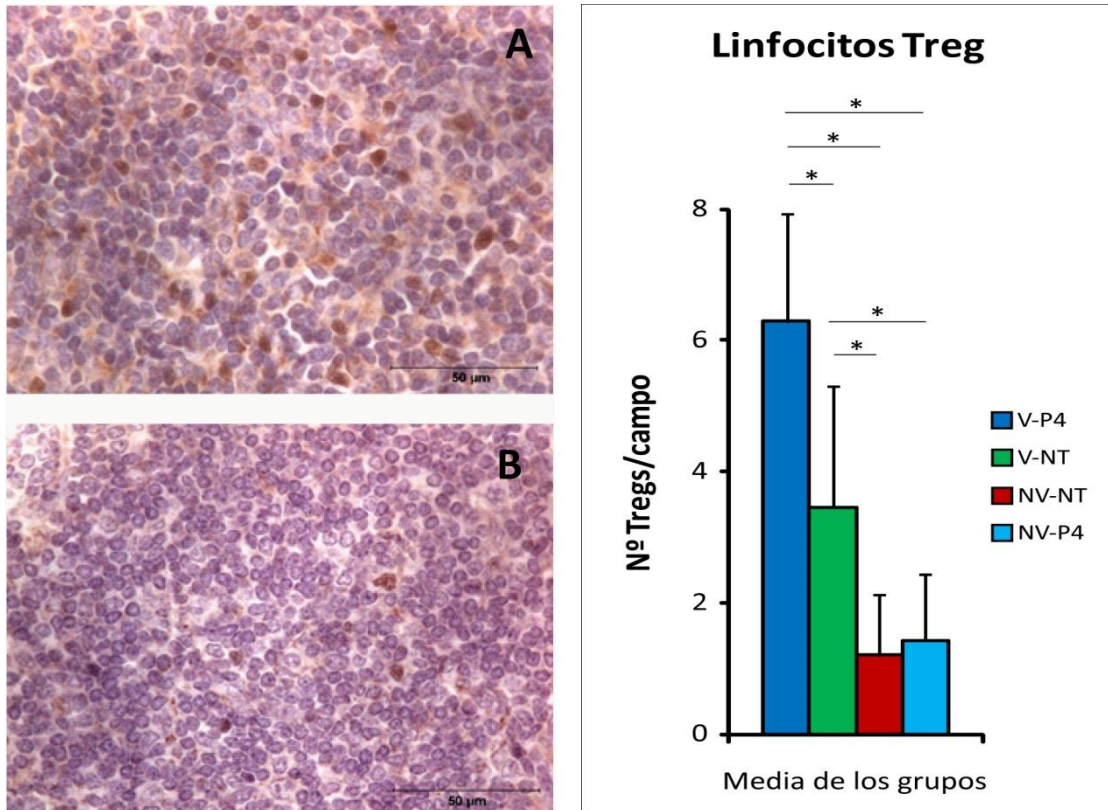 A
50 µm
B
50 µm
Linfocitos Treg
*
*
*
*
*
8
6
4
2
0
Nº Tregs/campo
V-P4
V-NT
NV-NT
NV-P4
Media de los grupos